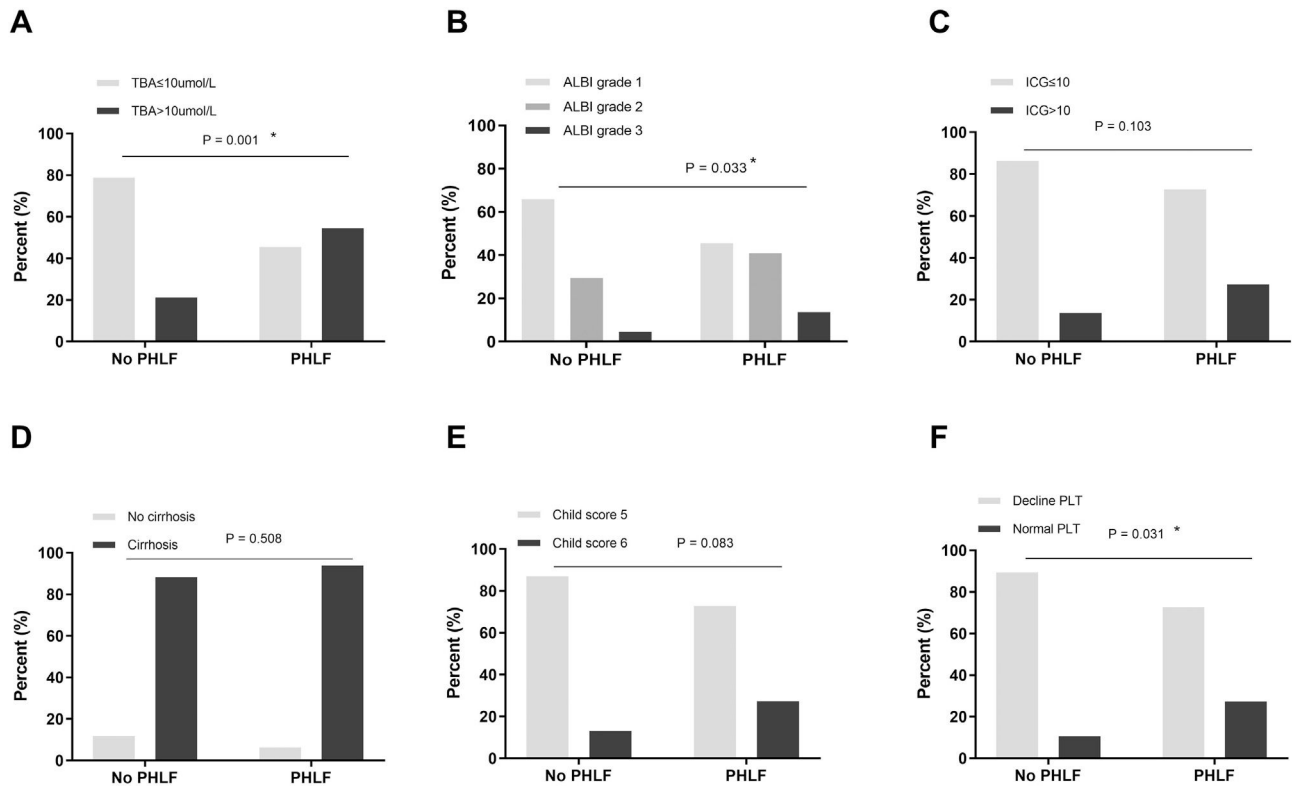 A
TBA≤10umol/L
TBA>10umol/L
P = 0.001 *
Percent (%)
100
80
60
40
20
0
No PHLF PHLF
B
ALBI grade 1
ALBI grade 2
ALBI grade 3
P = 0.033 *
Percent (%)
100
80
60
40
20
0
No PHLF PHLF
C
ICG≤10
ICG>10
P = 0.103
Percent (%)
100
80
60
40
20
0
No PHLF PHLF
D
No cirrhosis
Cirrhosis
P = 0.508
Percent (%)
100
80
60
40
20
0
No PHLF PHLF
E
Child score 5
Child score 6
P = 0.083
Percent (%)
100
80
60
40
20
0
No PHLF PHLF
F
Decline PLT
Normal PLT
P = 0.031 *
Percent (%)
100
80
60
40
20
0
No PHLF PHLF